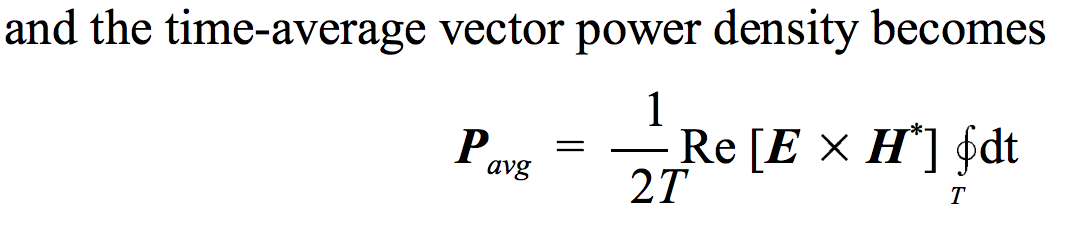 and the time-average vector power density becomes
P_avg = 1/2T Re [E × H*] ∮_T dt